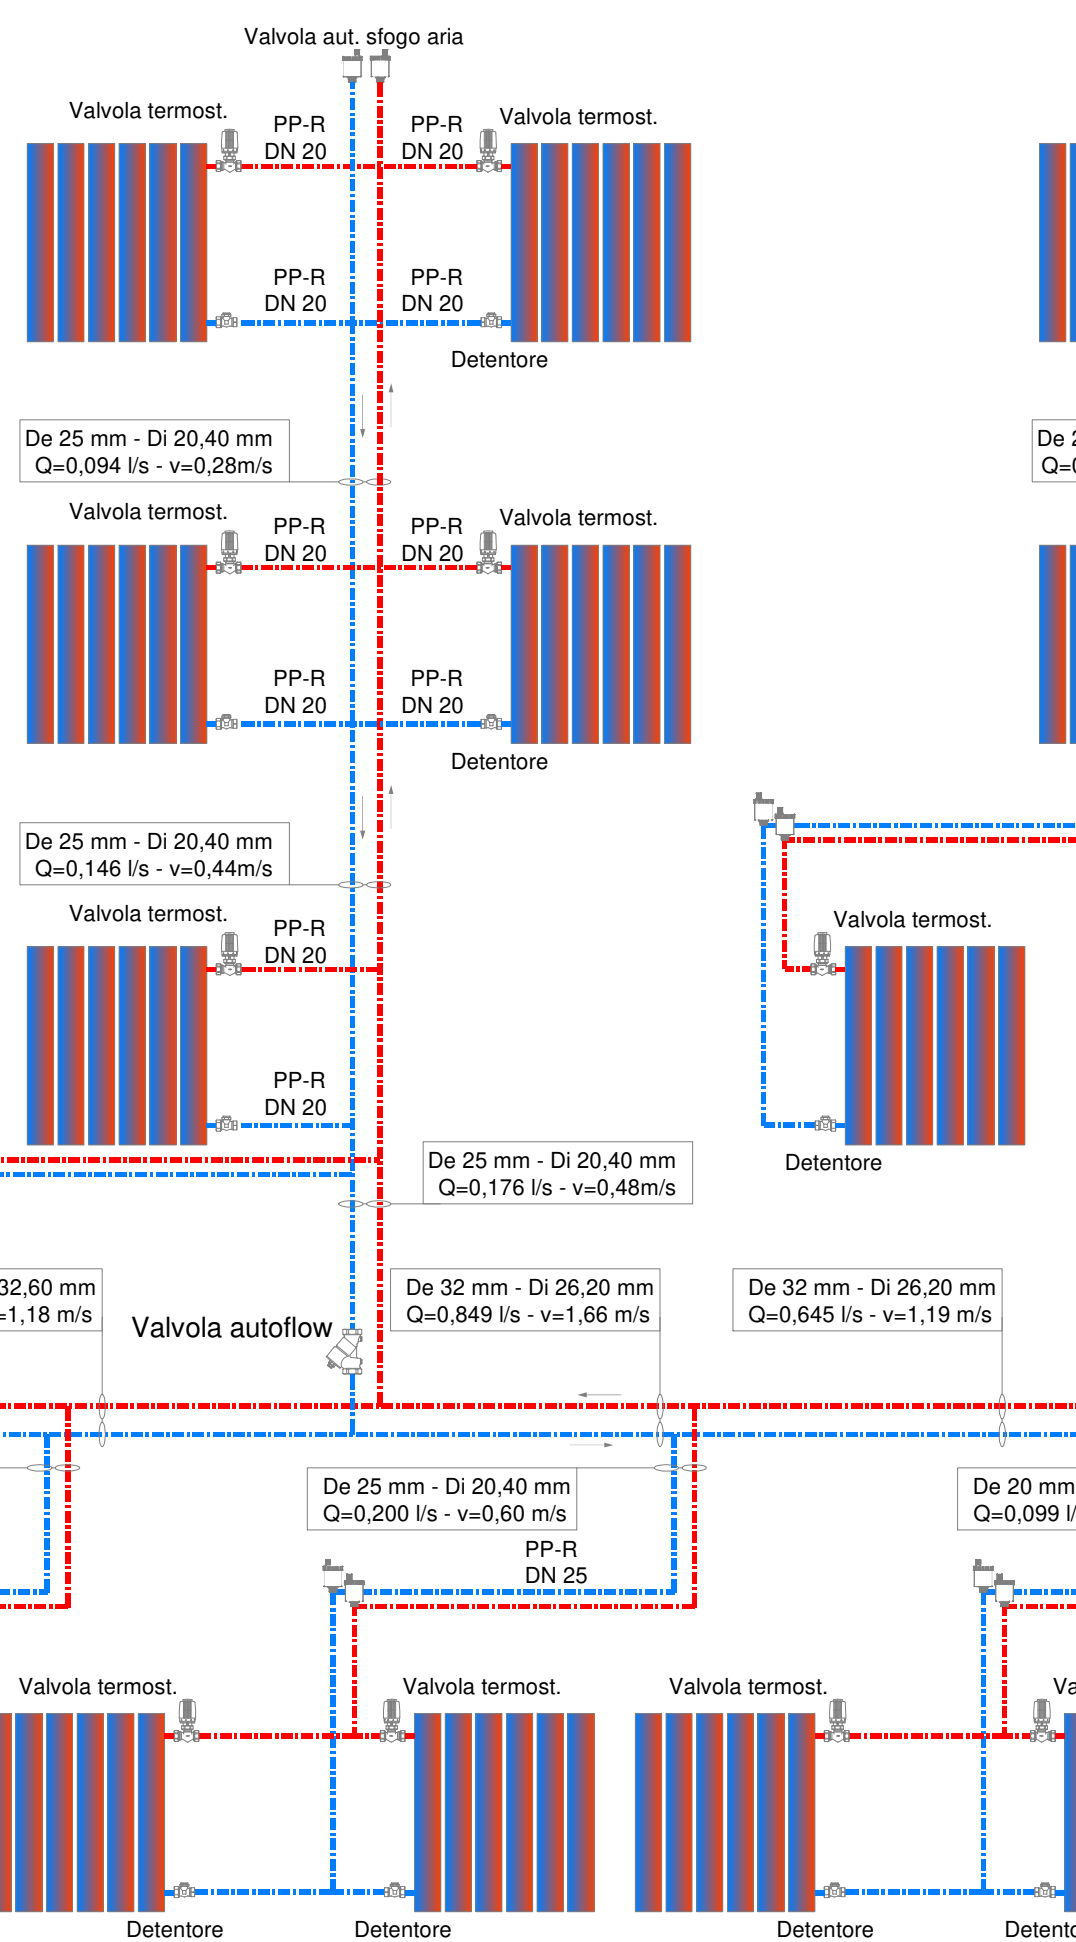 Valvola aut. sfogo aria
Valvola termost.
PP-R
DN 20
PP-R
DN 20
Valvola termost.
PP-R
DN 20
PP-R
DN 20
Detentore
De 25 mm - Di 20,40 mm
Q=0,094 l/s - v=0,28m/s
De 2
Q=0
Valvola termost.
PP-R
DN 20
PP-R
DN 20
Valvola termost.
PP-R
DN 20
PP-R
DN 20
Detentore
De 25 mm - Di 20,40 mm
Q=0,146 l/s - v=0,44m/s
Valvola termost.
PP-R
DN 20
Valvola termost.
PP-R
DN 20
De 25 mm - Di 20,40 mm
Q=0,176 l/s - v=0,48m/s
Detentore
32,60 mm
=1,18 m/s
Valvola autoflow
De 32 mm - Di 26,20 mm
Q=0,849 l/s - v=1,66 m/s
De 32 mm - Di 26,20 mm
Q=0,645 l/s - v=1,19 m/s
De 25 mm - Di 20,40 mm
Q=0,200 l/s - v=0,60 m/s
De 20 mm
Q=0,099 l/
PP-R
DN 25
Valvola termost.
Valvola termost.
Valvola termost.
Va
Detentore
Detentore
Detentore
Detento